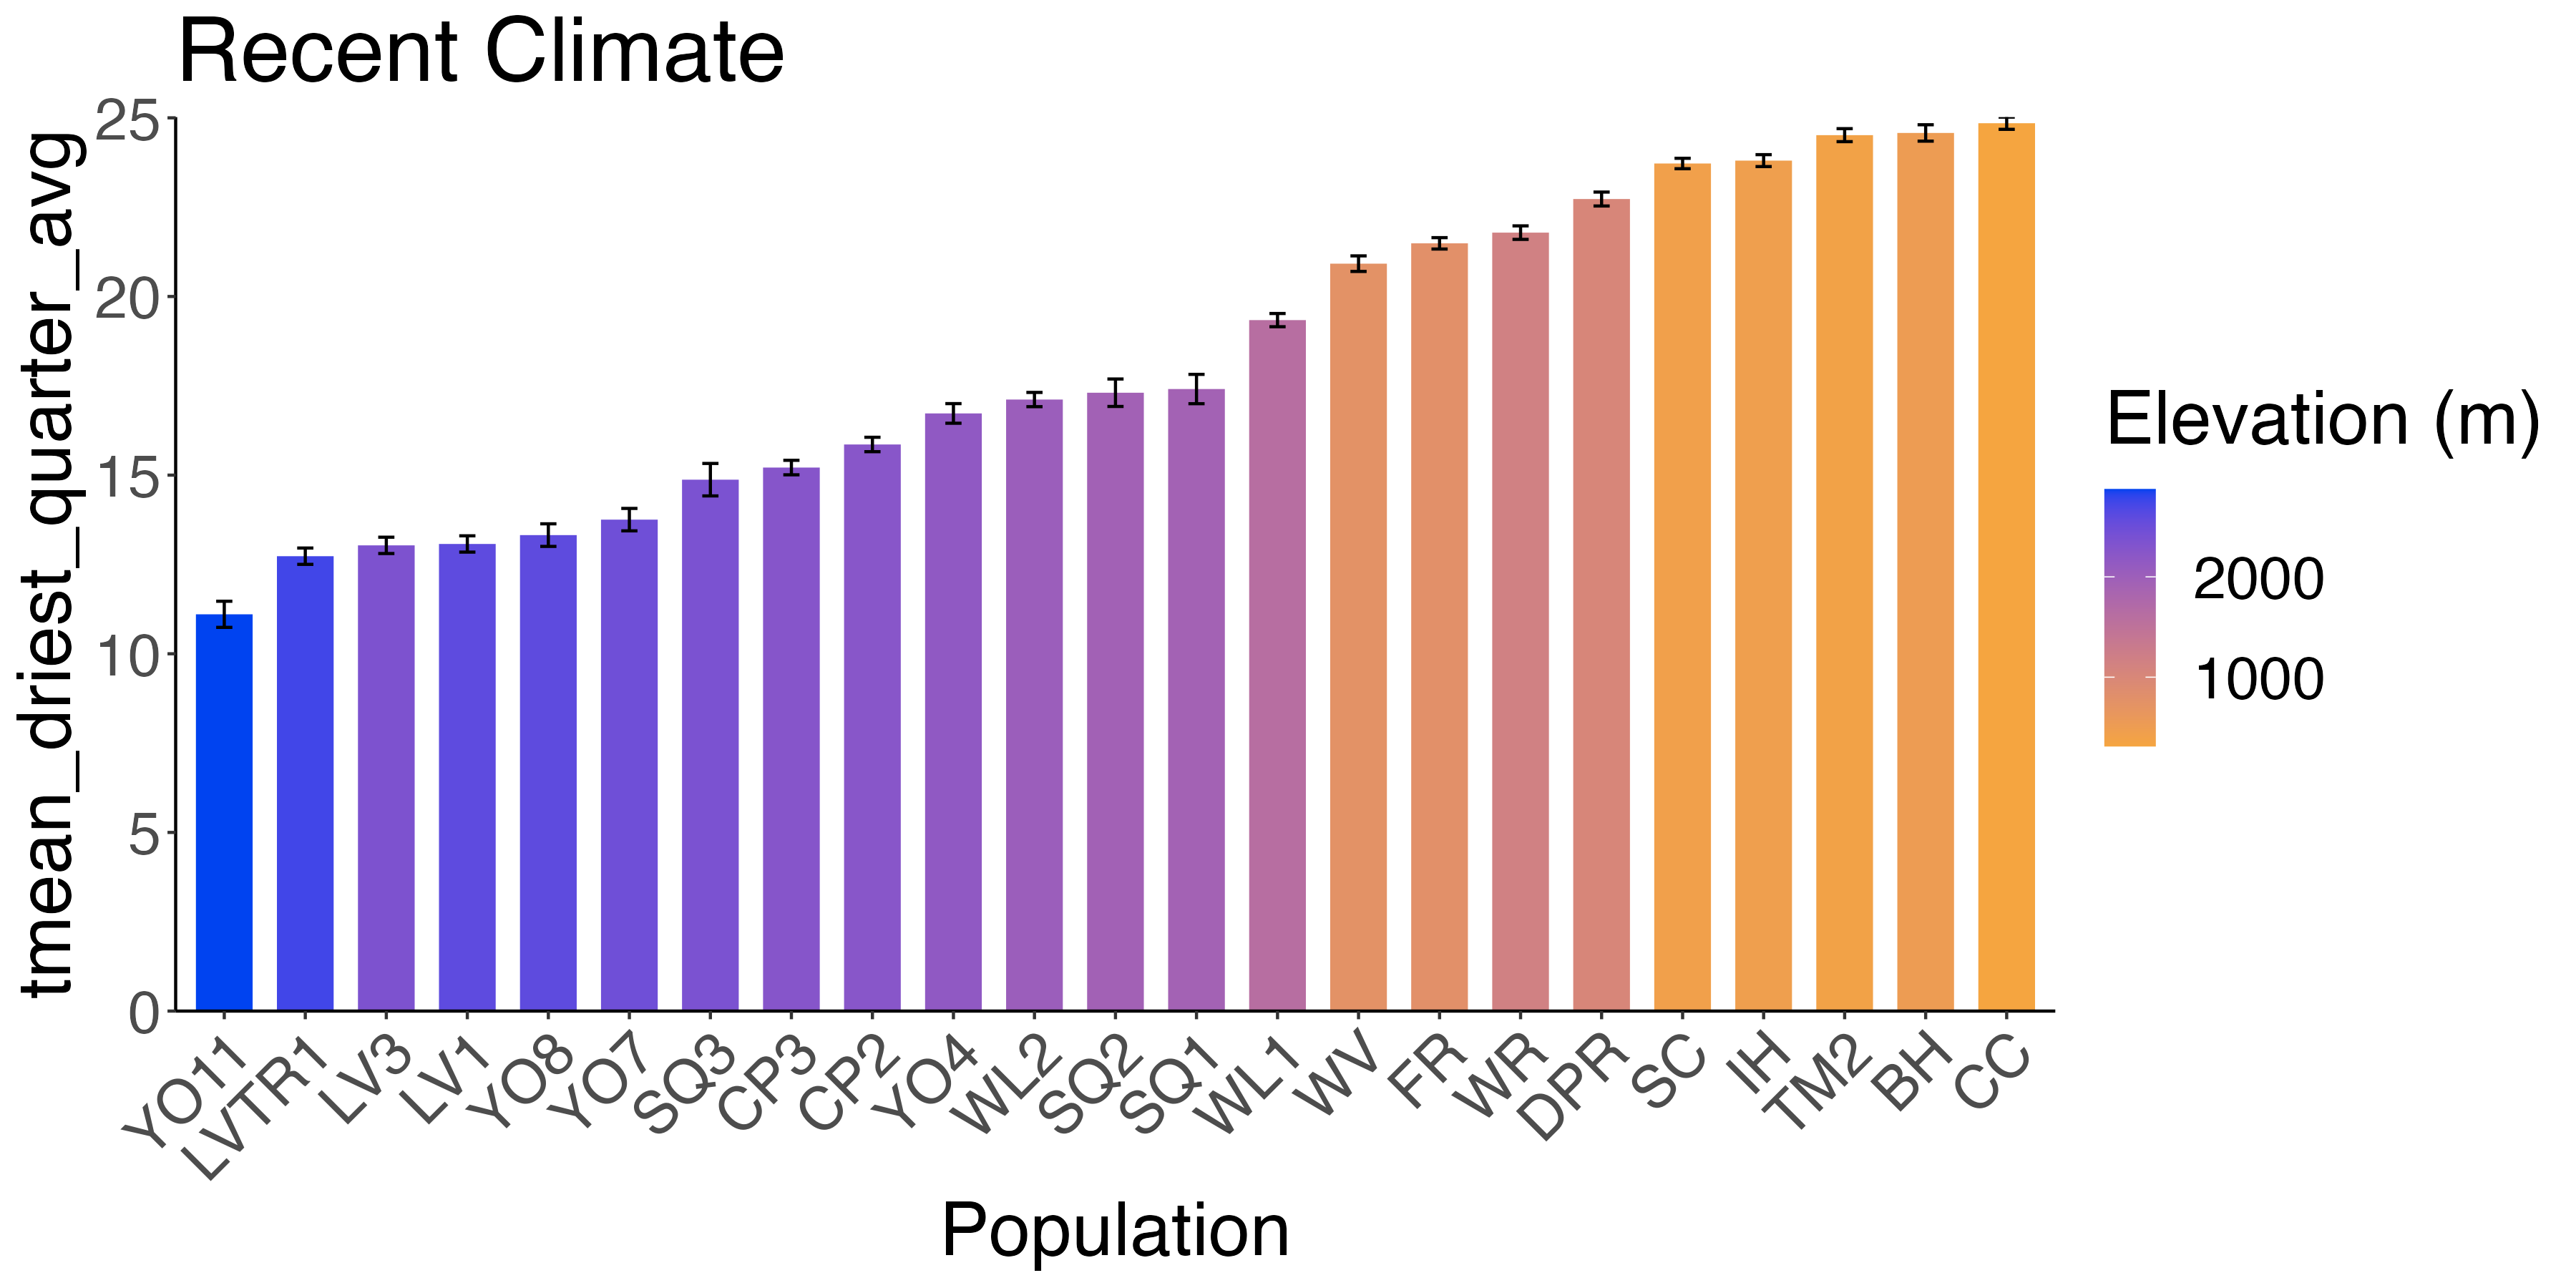 Recent Climate
tmean_driest_quarter_avg
25
20
15
10
5
0
YO11
LVTR1
LV3
LV1
YO8
YO7
SQ3
CP3
CP2
YO4
WL2
SQ2
SQ1
WL1
WV
FR
WR
DPR
SC
IH
TM2
BH
CC
Population
Elevation (m)
2000
1000